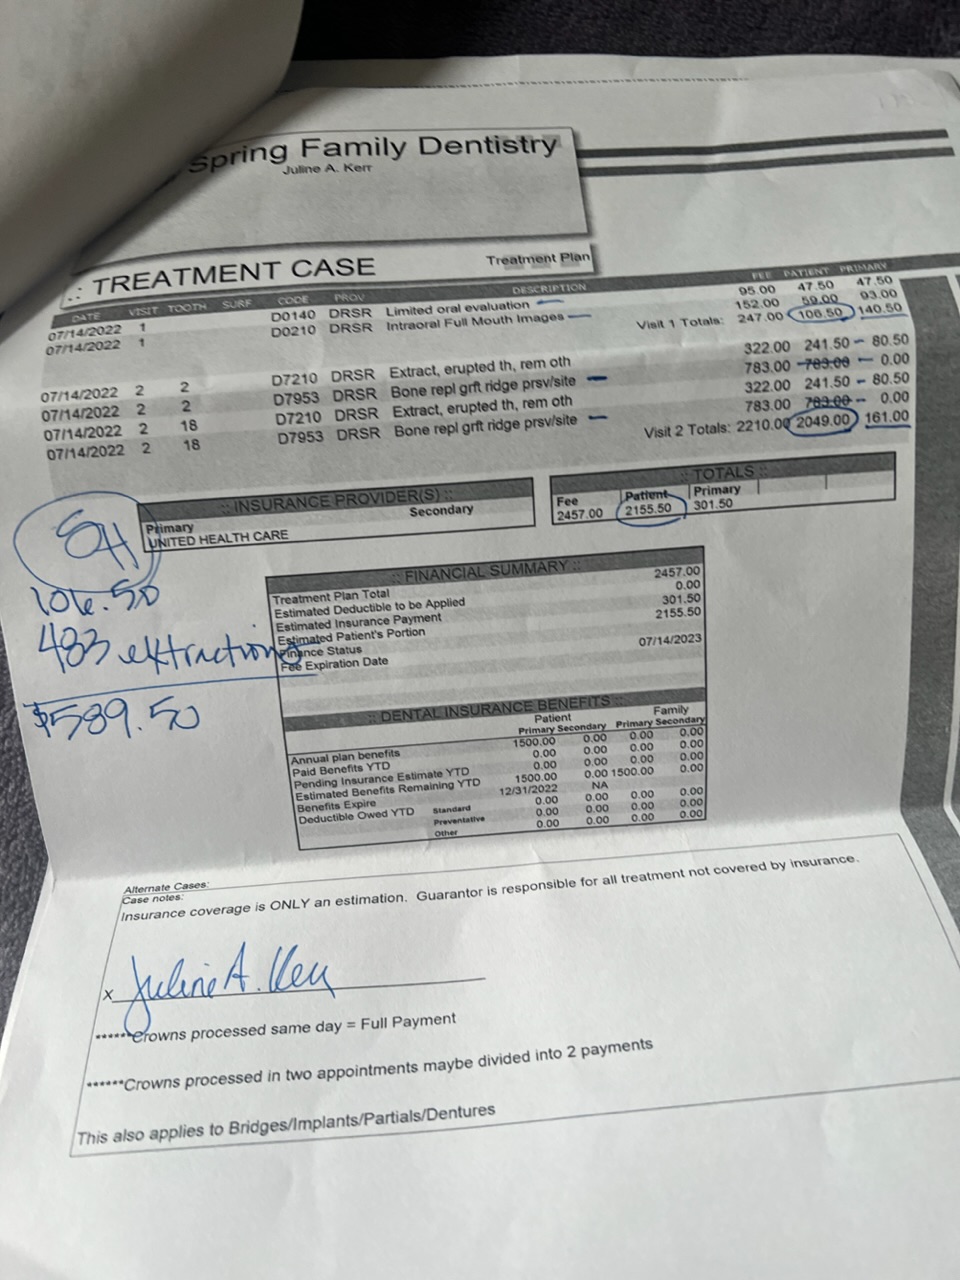 Spring Family Dentistry
Juline A. Kerr
.: TREATMENT CASE
Treatment Plan
DATE VISIT TOOTH SURF CODE PROV DESCRIPTION FEE PATIENT PRIMARY
07/14/2022 1 D0140 DRSR Limited oral evaluation 95.00 47.50 47.50
07/14/2022 1 D0210 DRSR Intraoral Full Mouth Images 152.00 59.00 93.00
Visit 1 Totals: 247.00 106.50 140.50
07/14/2022 2 2 D7210 DRSR Extract, erupted th, rem oth 322.00 241.50 80.50
07/14/2022 2 2 D7953 DRSR Bone repl grft ridge prsv/site 783.00 783.00 0.00
07/14/2022 2 18 D7210 DRSR Extract, erupted th, rem oth 322.00 241.50 80.50
07/14/2022 2 18 D7953 DRSR Bone repl grft ridge prsv/site 783.00 783.00 0.00
Visit 2 Totals: 2210.00 2049.00 161.00
:: INSURANCE PROVIDER(S) ::
Primary Secondary
UNITED HEALTH CARE
:: TOTALS ::
Fee Patient Primary
2457.00 2155.50 301.50
106.50
483 extractions
$589.50
:: FINANCIAL SUMMARY ::
Treatment Plan Total 2457.00
Estimated Deductible to be Applied 0.00
Estimated Insurance Payment 301.50
Estimated Patient's Portion 2155.50
Finance Status
Fee Expiration Date 07/14/2023
:: DENTAL INSURANCE BENEFITS ::
Patient Family
Primary Secondary Primary Secondary
Annual plan benefits 1500.00 0.00 0.00 0.00
Paid Benefits YTD 0.00 0.00 0.00 0.00
Pending Insurance Estimate YTD 0.00 0.00 0.00 0.00
Estimated Benefits Remaining YTD 1500.00 0.00 1500.00 0.00
Benefits Expire 12/31/2022 NA
Deductible Owed YTD Standard 0.00 0.00 0.00 0.00
Preventative 0.00 0.00 0.00 0.00
Other 0.00 0.00 0.00 0.00
Alternate Cases:
Case notes:
Insurance coverage is ONLY an estimation. Guarantor is responsible for all treatment not covered by insurance.
x Juline A. Kerr
******Crowns processed same day = Full Payment
******Crowns processed in two appointments maybe divided into 2 payments
This also applies to Bridges/Implants/Partials/Dentures